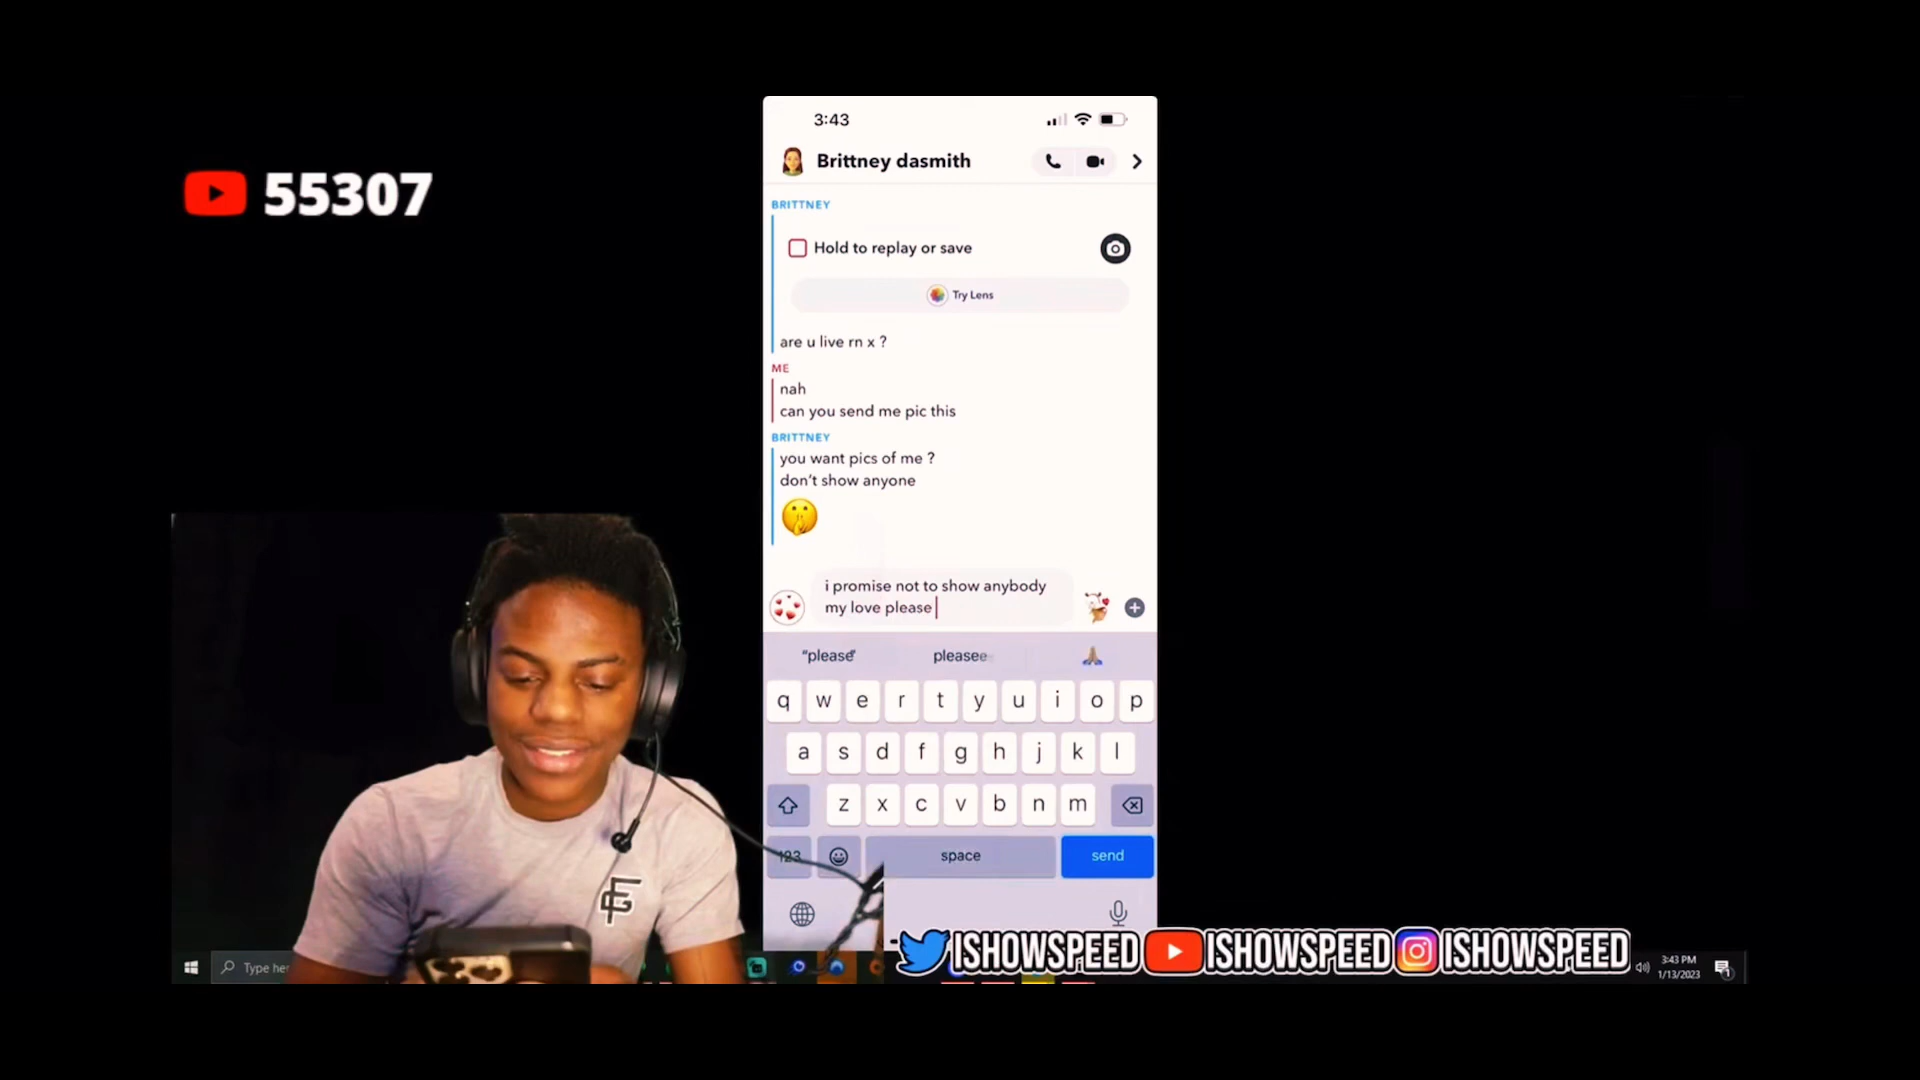 3:43
Brittney dasmith
55307
BRITTNEY
Hold to replay or save
Try Lens
are u live rn x ?
ME
nah
can you send me pic this
BRITTNEY
you want pics of me ?
don't show anyone
i promise not to show anybody
my love please
"please"
pleasee
q w e r t y u i o p
a s d f g h j k l
z x c v b n m
123
space
send
FG
Type her
ISHOWSPEED
ISHOWSPEED
ISHOWSPEED
3:43 PM
1/13/2023
1